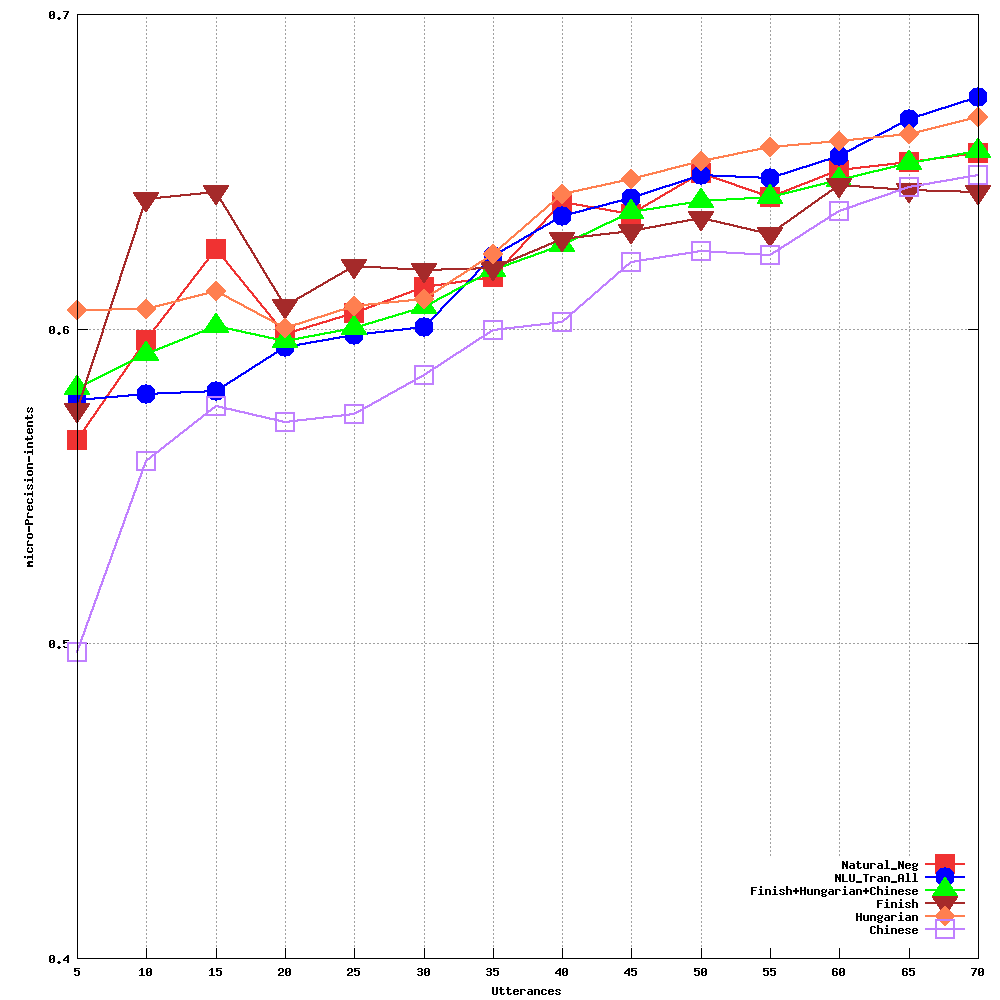 0.7
0.6
0.5
0.4
micro-Precision-intents
Natural_Neg
NLU_Tran_All
Finish+Hungarian+Chinese
Finish
Hungarian
Chinese
5 10 15 20 25 30 35 40 45 50 55 60 65 70
Utterances